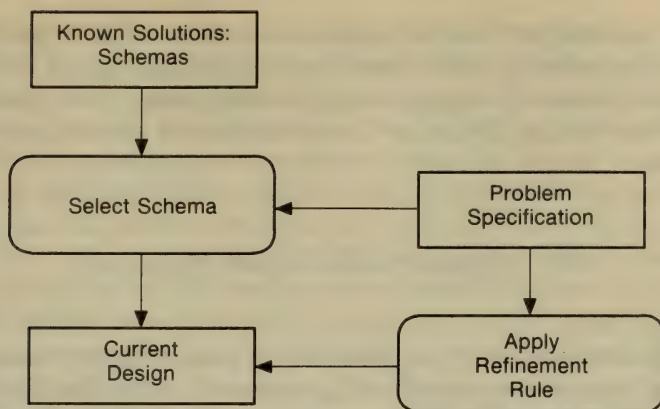 Known Solutions:
Schemas
Select Schema
Problem
Specification
Current
Design
Apply
Refinement
Rule